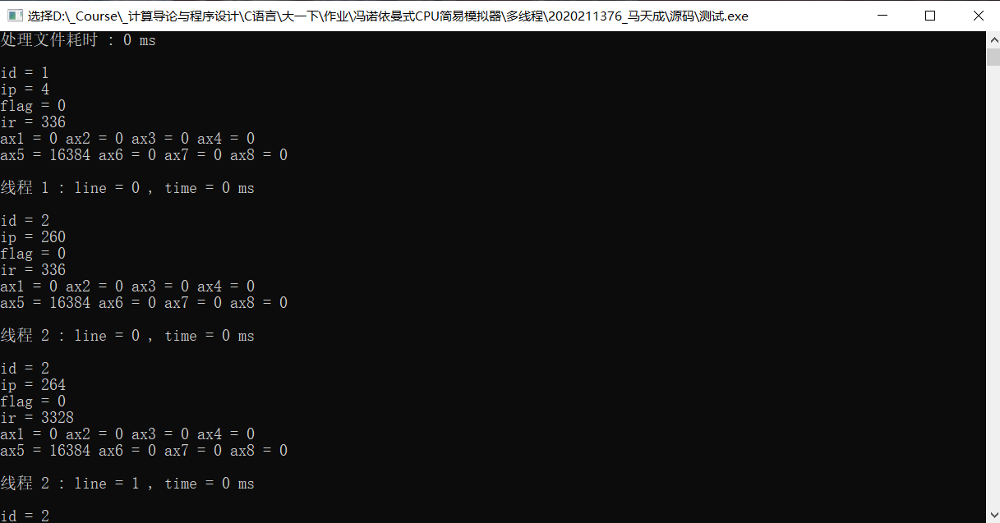 选择D:\_Course\_计算导论与程序设计\C语言\大一下\作业\冯诺依曼式CPU简易模拟器\多线程\2020211376_马天成\源码\测试.exe
处理文件耗时 : 0 ms
id = 1
ip = 4
flag = 0
ir = 336
ax1 = 0 ax2 = 0 ax3 = 0 ax4 = 0
ax5 = 16384 ax6 = 0 ax7 = 0 ax8 = 0
线程 1 : line = 0 , time = 0 ms
id = 2
ip = 260
flag = 0
ir = 336
ax1 = 0 ax2 = 0 ax3 = 0 ax4 = 0
ax5 = 16384 ax6 = 0 ax7 = 0 ax8 = 0
线程 2 : line = 0 , time = 0 ms
id = 2
ip = 264
flag = 0
ir = 3328
ax1 = 0 ax2 = 0 ax3 = 0 ax4 = 0
ax5 = 16384 ax6 = 0 ax7 = 0 ax8 = 0
线程 2 : line = 1 , time = 0 ms
id = 2